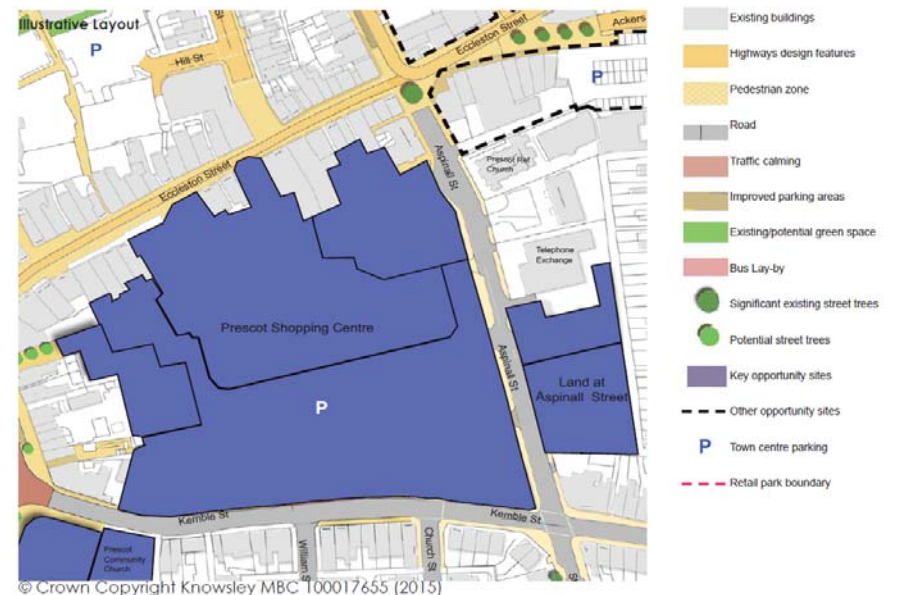 Illustrative Layout
P
Hill St
St
Eccleston Street
Ackers
P
Eccleston Street
Aspinall St
Prescot Ref
Church
Telephone
Exchange
Prescot Shopping Centre
P
Aspinall St
Land at
Aspinall Street
Kemble St
Kemble St
Prescot
Community
Church
William S
Church St
St
© Crown Copyright Knowsley MBC 100017655 (2015)
Existing buildings
Highways design features
Pedestrian zone
Road
Traffic calming
Improved parking areas
Existing/potential green space
Bus Lay-by
Significant existing street trees
Potential street trees
Key opportunity sites
Other opportunity sites
P Town centre parking
Retail park boundary